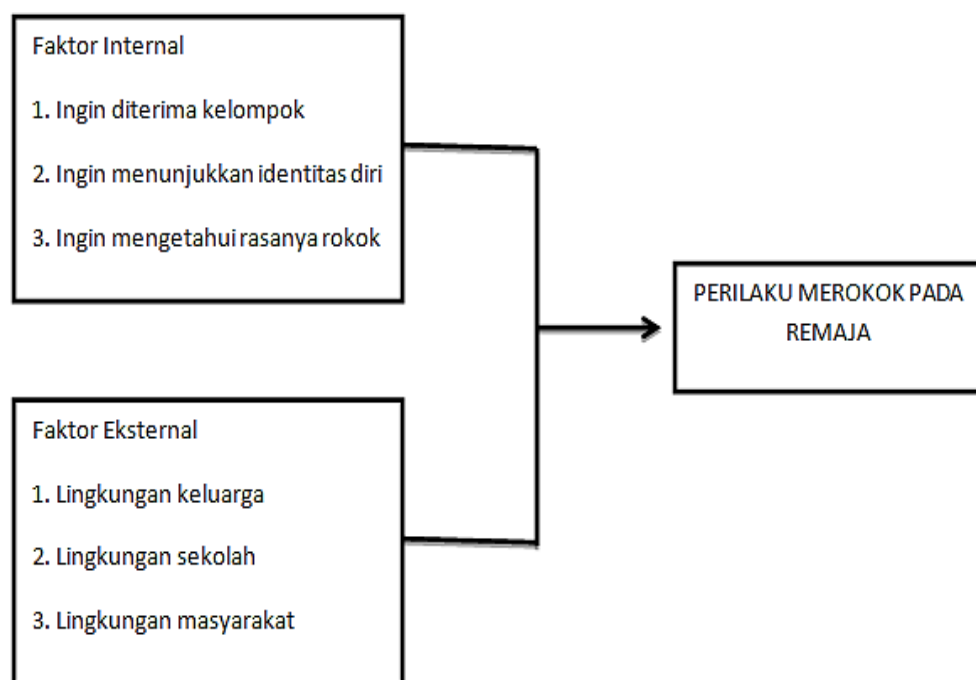 Faktor Internal
1. Ingin diterima kelompok
2. Ingin menunjukkan identitas diri
3. Ingin mengetahui rasanya rokok
PERILAKU MEROKOK PADA
REMAJA
Faktor Eksternal
1. Lingkungan keluarga
2. Lingkungan sekolah
3. Lingkungan masyarakat